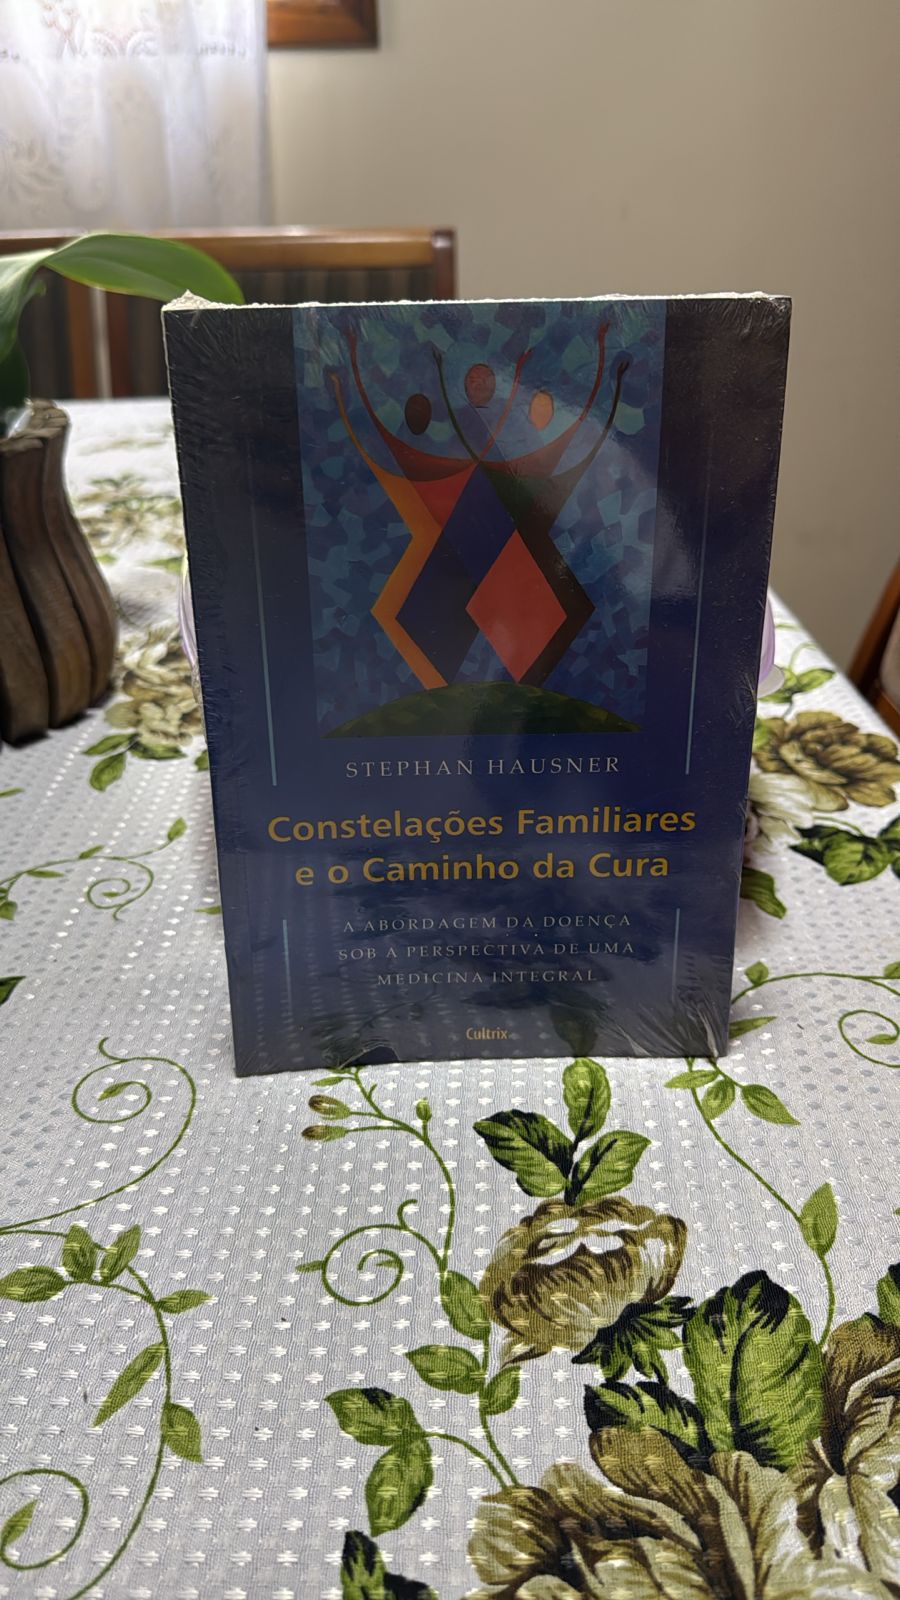 STEPHAN HAUSNER
Constelações Familiares
e o Caminho da Cura
A ABORDAGEM DA DOENÇA
SOB A PERSPECTIVA DE UMA
MEDICINA INTEGRAL
Cultrix